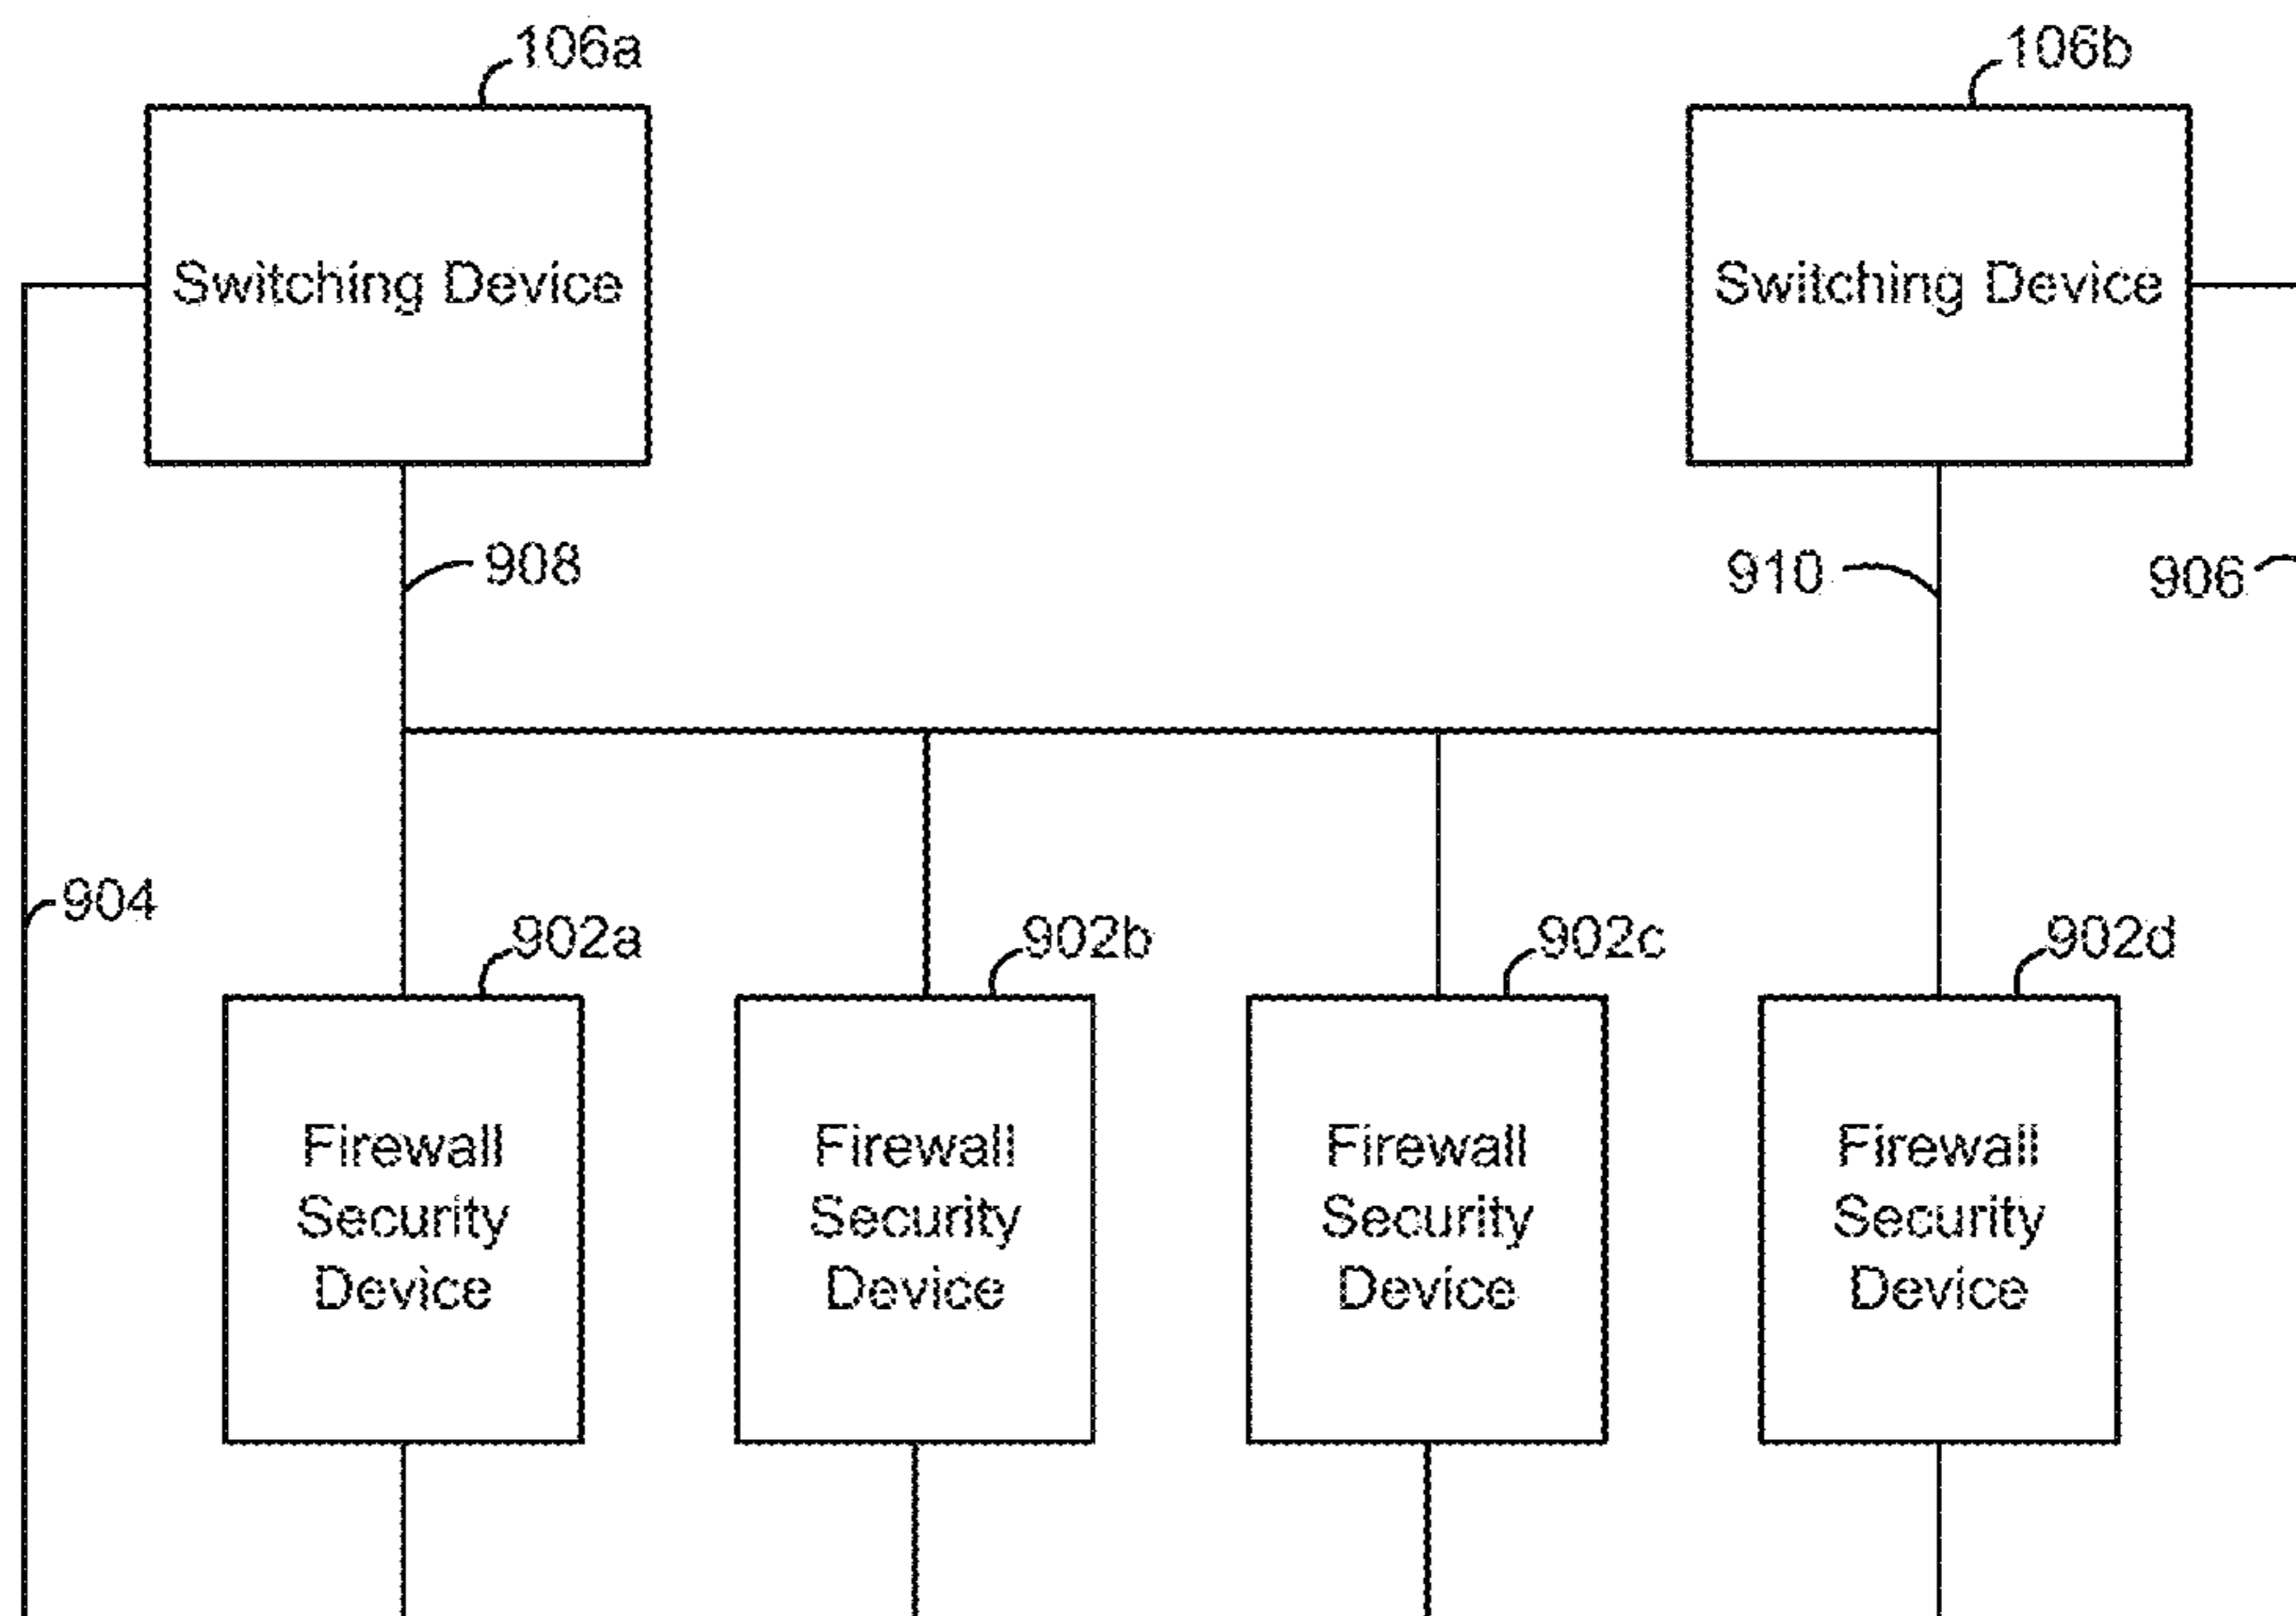 106a
106b
Switching Device
Switching Device
908
910
906
904
902a
902b
902c
902d
Firewall
Security
Device
Firewall
Security
Device
Firewall
Security
Device
Firewall
Security
Device